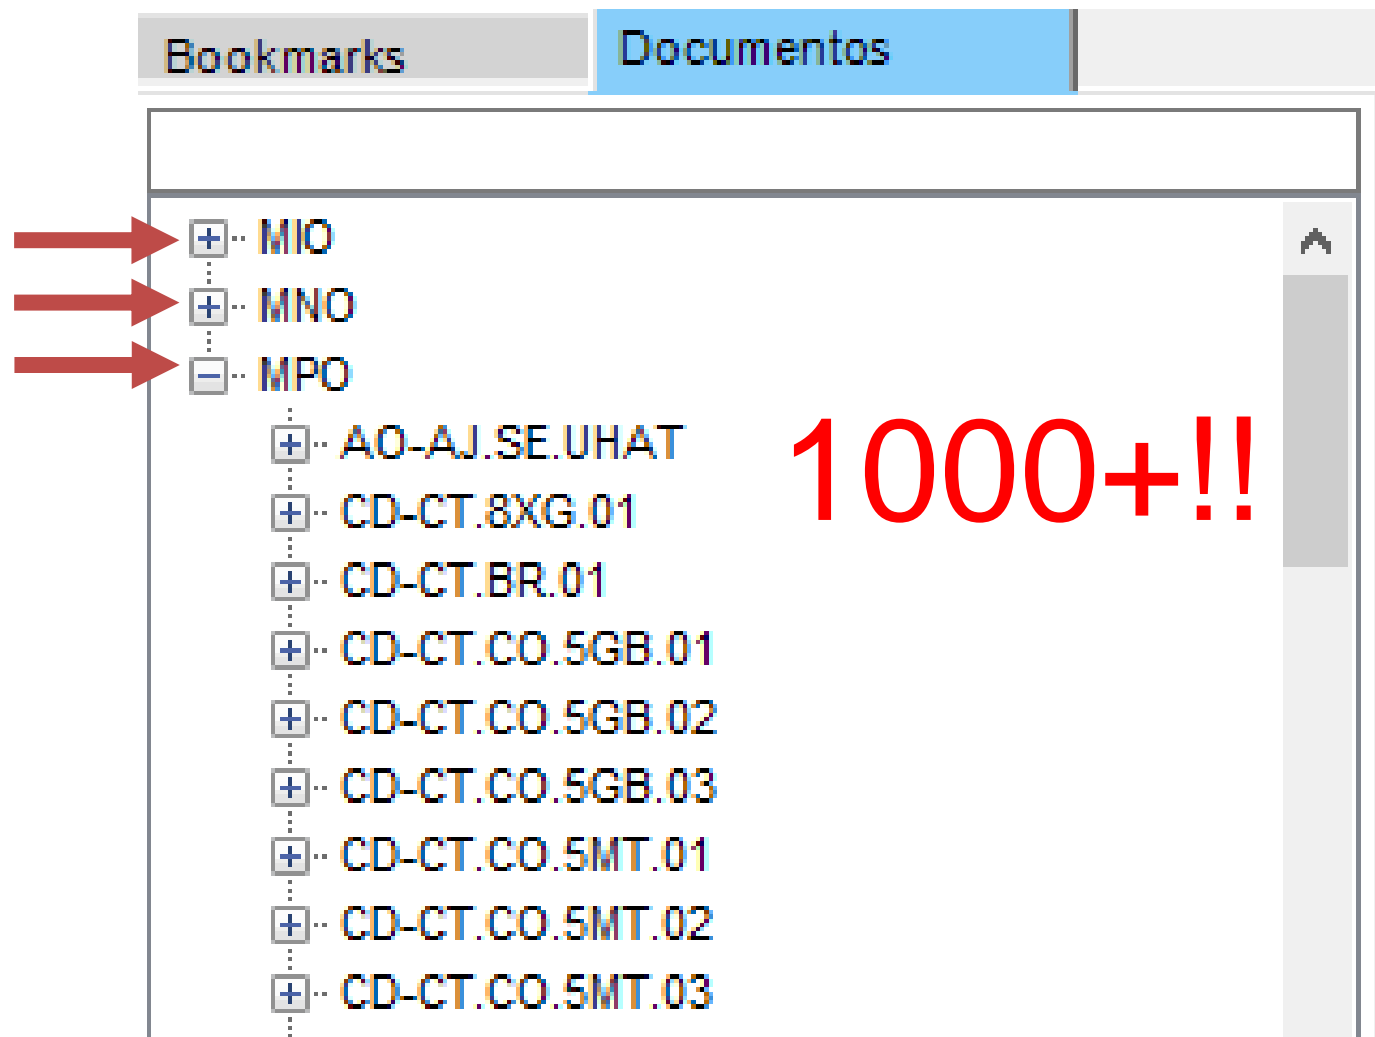 Bookmarks Documentos
MIO
MNO
MPO
AO-AJ.SE.UHAT
1000+!!
CD-CT.8XG.01
CD-CT.BR.01
CD-CT.CO.5GB.01
CD-CT.CO.5GB.02
CD-CT.CO.5GB.03
CD-CT.CO.5MT.01
CD-CT.CO.5MT.02
CD-CT.CO.5MT.03